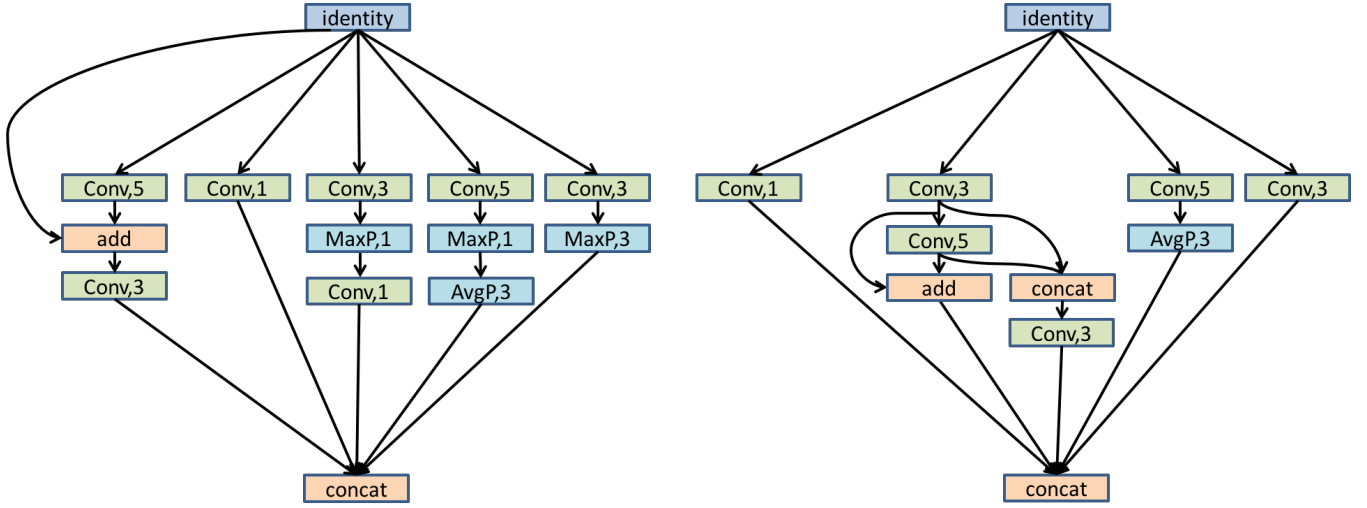 identity
Conv,5
Conv,1
Conv,3
Conv,5
Conv,3
add
MaxP,1
MaxP,1
MaxP,3
Conv,3
Conv,1
AvgP,3
concat
identity
Conv,1
Conv,3
Conv,5
Conv,3
Conv,5
AvgP,3
add
concat
Conv,3
concat